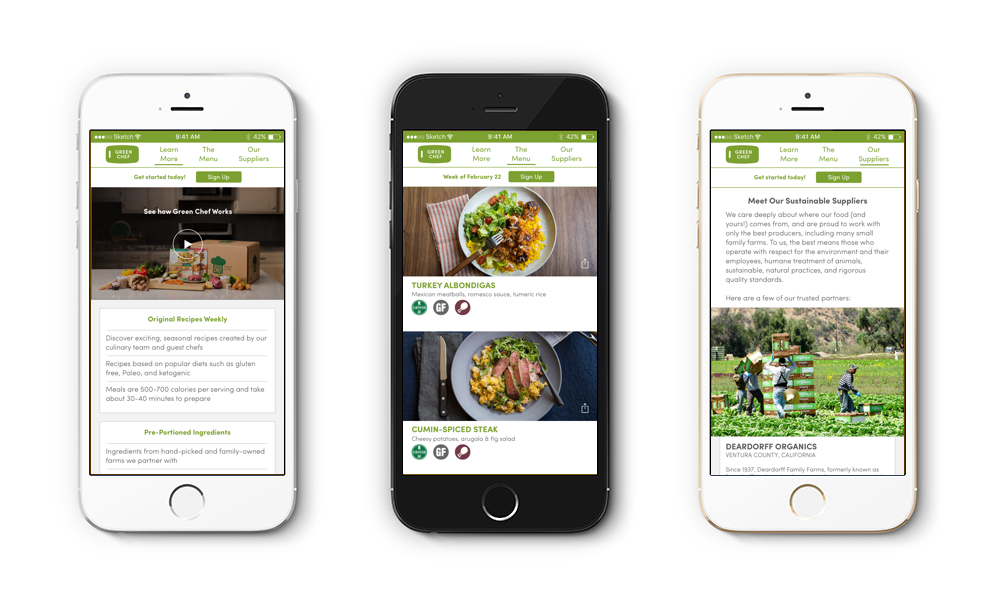 Sketch 9:41 AM 42%
GREEN CHEF
Learn More
The Menu
Our Suppliers
Get started today! Sign Up
See how Green Chef Works
Original Recipes Weekly
Discover exciting, seasonal recipes created by our
culinary team and guest chefs
Recipes based on popular diets such as gluten
free, Paleo, and ketogenic
Meals are 500-700 calories per serving and take
about 30-40 minutes to prepare
Pre-Portioned Ingredients
Ingredients from hand-picked and family-owned
farms we partner with
Sketch 9:41 AM 42%
GREEN CHEF
Learn More
The Menu
Our Suppliers
Week of February 22 Sign Up
TURKEY ALBONDIGAS
Mexican meatballs, romesco sauce, tumeric rice
GF
CUMIN-SPICED STEAK
Cheesy potatoes, arugala & fig salad
GF
Sketch 9:41 AM 42%
GREEN CHEF
Learn More
The Menu
Our Suppliers
Get started today! Sign Up
Meet Our Sustainable Suppliers
We care deeply about where our food (and
yours!) comes from, and are proud to work with
only the best producers, including many small
family farms. To us, the best means those who
operate with respect for the environment and their
employees, humane treatment of animals,
sustainable, natural practices, and rigorous
quality standards.
Here are a few of our trusted partners:
DEARDORFF ORGANICS
VENTURA COUNTY, CALIFORNIA
Since 1937, Deardorff Family Farms, formerly known as